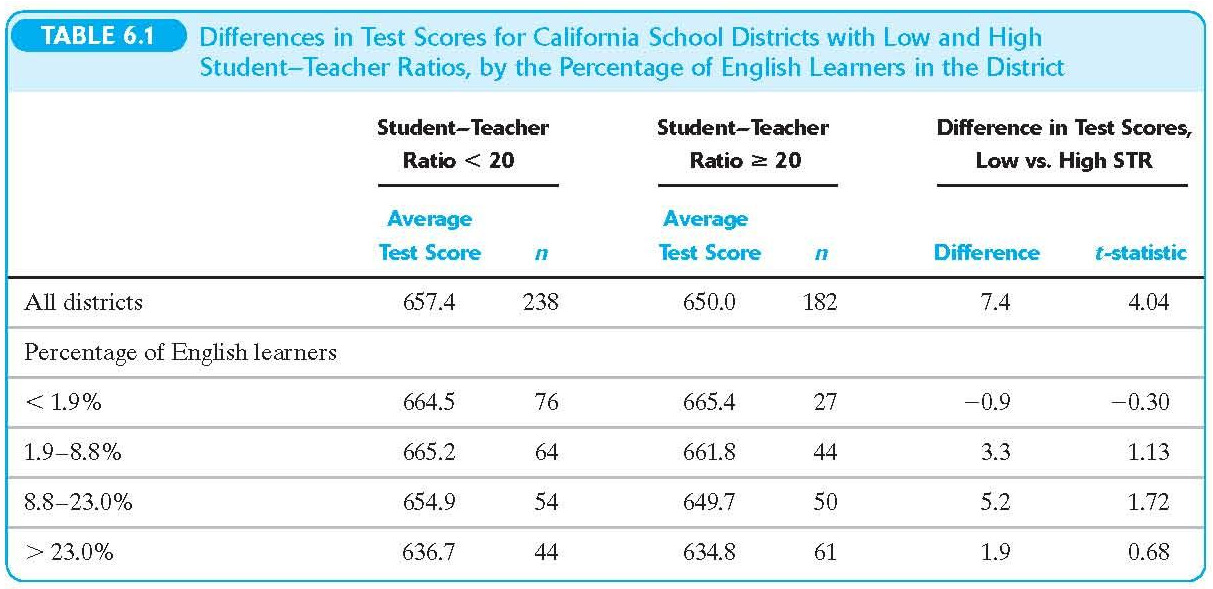 TABLE 6.1 Differences in Test Scores for California School Districts with Low and High
Student–Teacher Ratios, by the Percentage of English Learners in the District
Student–Teacher Ratio < 20 Student–Teacher Ratio ≥ 20 Difference in Test Scores, Low vs. High STR
Average Test Score n Average Test Score n Difference t-statistic
All districts 657.4 238 650.0 182 7.4 4.04
Percentage of English learners
< 1.9% 664.5 76 665.4 27 −0.9 −0.30
1.9–8.8% 665.2 64 661.8 44 3.3 1.13
8.8–23.0% 654.9 54 649.7 50 5.2 1.72
> 23.0% 636.7 44 634.8 61 1.9 0.68